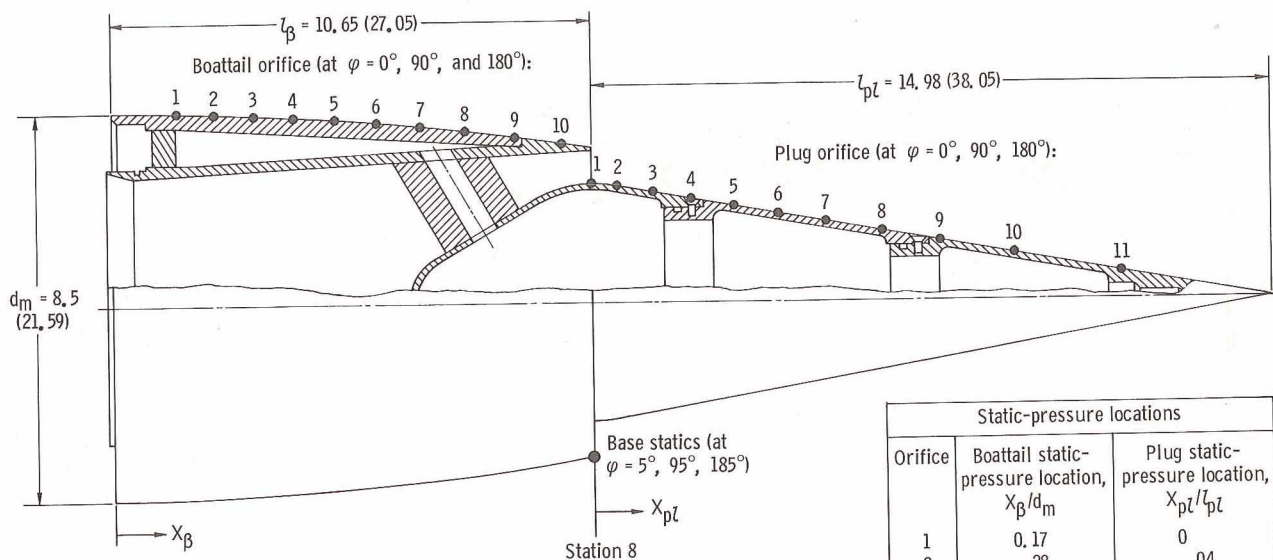 l_β = 10.65 (27.05)
Boattail orifice (at φ = 0°, 90°, and 180°):
l_pl = 14.98 (38.05)
1 2 3 4 5 6 7 8 9 10
Plug orifice (at φ = 0°, 90°, 180°):
1 2 3 4 5 6 7 8 9 10 11
d_m = 8.5
(21.59)
Base statics (at
φ = 5°, 95°, 185°)
X_β
X_pl
Station 8
Static-pressure locations
Orifice
Boattail static-
pressure location,
X_β/d_m
Plug static-
pressure location,
X_pl/l_pl
1 0.17 0